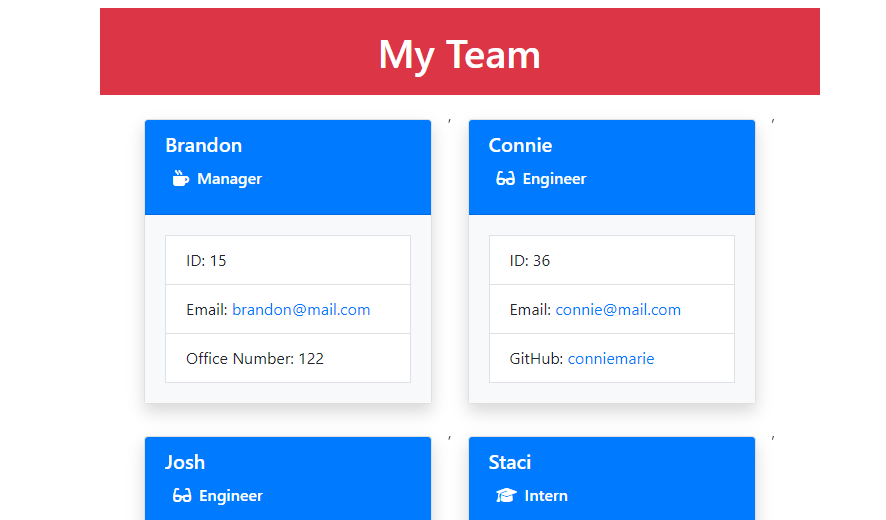 My Team
Brandon
Manager
ID: 15
Email: brandon@mail.com
Office Number: 122
,
Connie
Engineer
ID: 36
Email: connie@mail.com
GitHub: conniemarie
,
Josh
Engineer
,
Staci
Intern
,